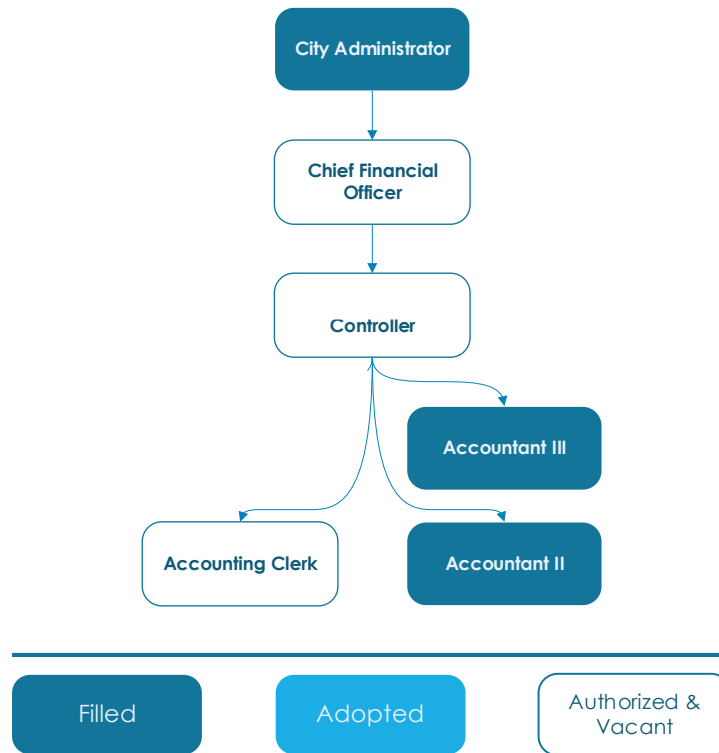 City Administrator
Chief Financial
Officer
Controller
Accountant III
Accounting Clerk
Accountant II
Filled
Adopted
Authorized &
Vacant